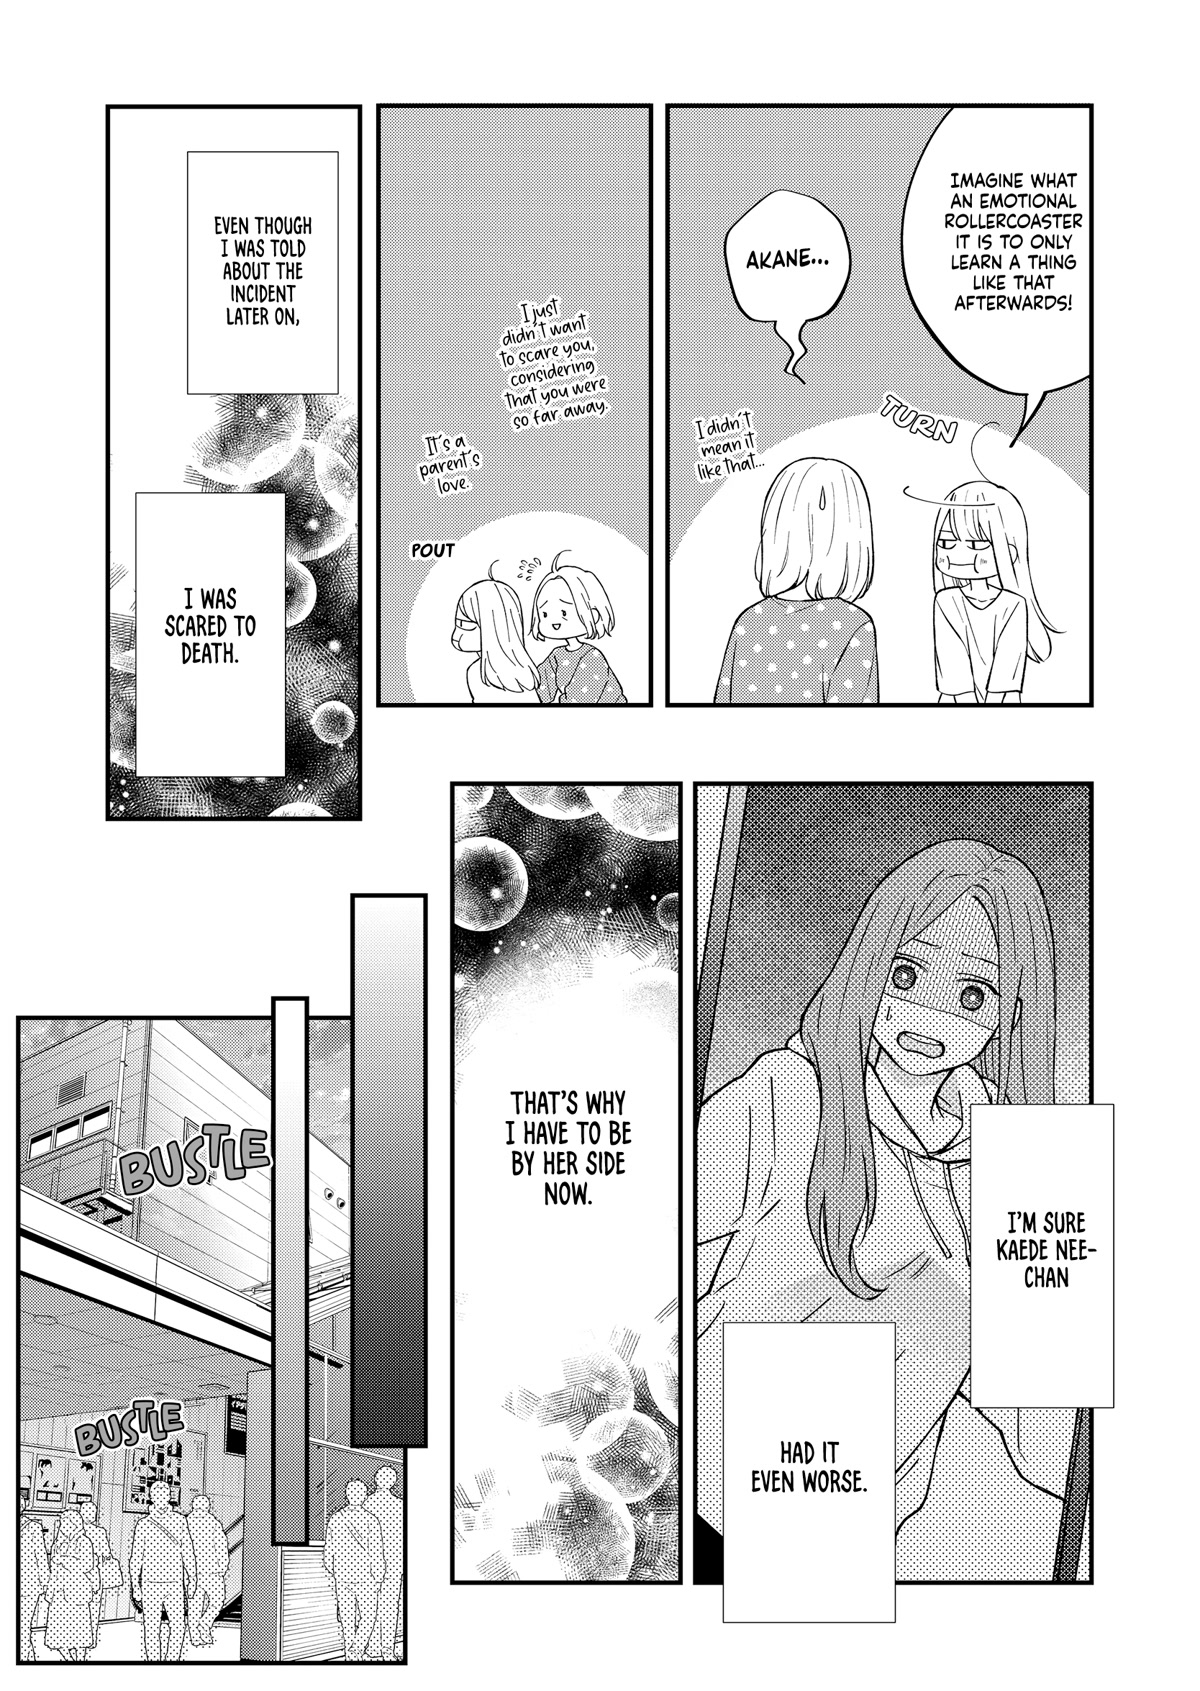 IMAGINE WHAT
AN EMOTIONAL
ROLLERCOASTER
IT IS TO ONLY
LEARN A THING
LIKE THAT
AFTERWARDS!
TURN
AKANE...
I didn't
mean it
like that...
I just
didn't want
to scare you,
considering
that you were
so far away.
It's a
parent's
love.
POUT
EVEN THOUGH
I WAS TOLD
ABOUT THE
INCIDENT
LATER ON,
I WAS
SCARED TO
DEATH.
I'M SURE
KAEDE NEE-
CHAN
HAD IT
EVEN WORSE.
THAT'S WHY
I HAVE TO BE
BY HER SIDE
NOW.
BUSTLE
BUSTLE